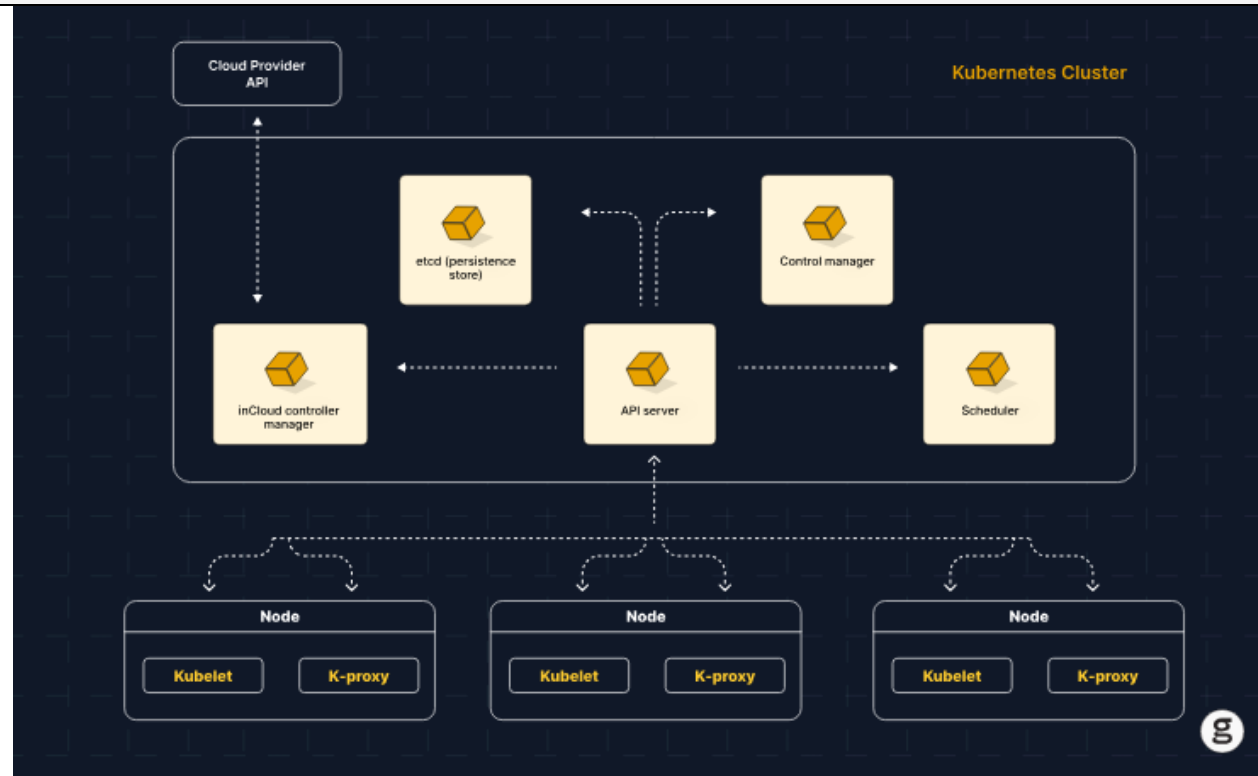 Cloud Provider
API
Kubernetes Cluster
etcd (persistence
store)
Control manager
inCloud controller
manager
API server
Scheduler
Node
Kubelet
K-proxy
Node
Kubelet
K-proxy
Node
Kubelet
K-proxy
g